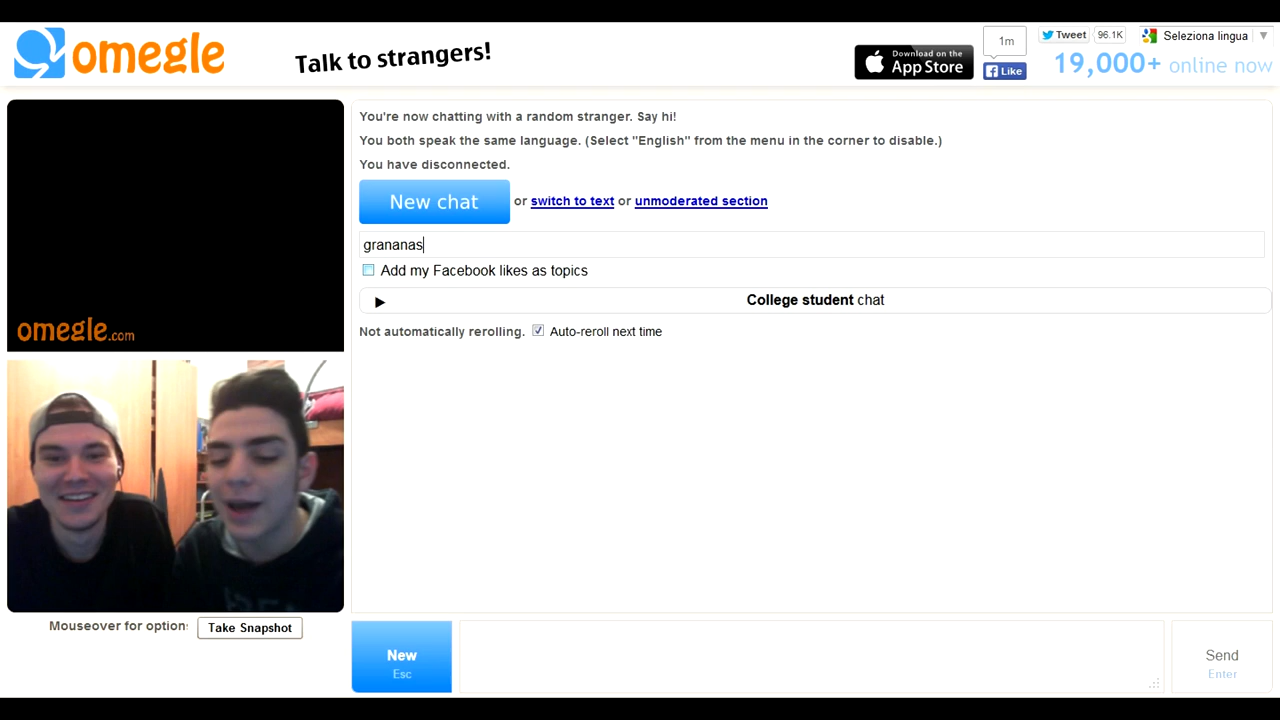 omegle
Talk to strangers!
Download on the
App Store
1m
Like
Tweet
96.1K
Seleziona lingua
19,000+ online now
You're now chatting with a random stranger. Say hi!
You both speak the same language. (Select "English" from the menu in the corner to disable.)
You have disconnected.
New chat or switch to text or unmoderated section
grananas
Add my Facebook likes as topics
College student chat
Not automatically rerolling. Auto-reroll next time
omegle.com
Mouseover for option:
Take Snapshot
New
Esc
Send
Enter